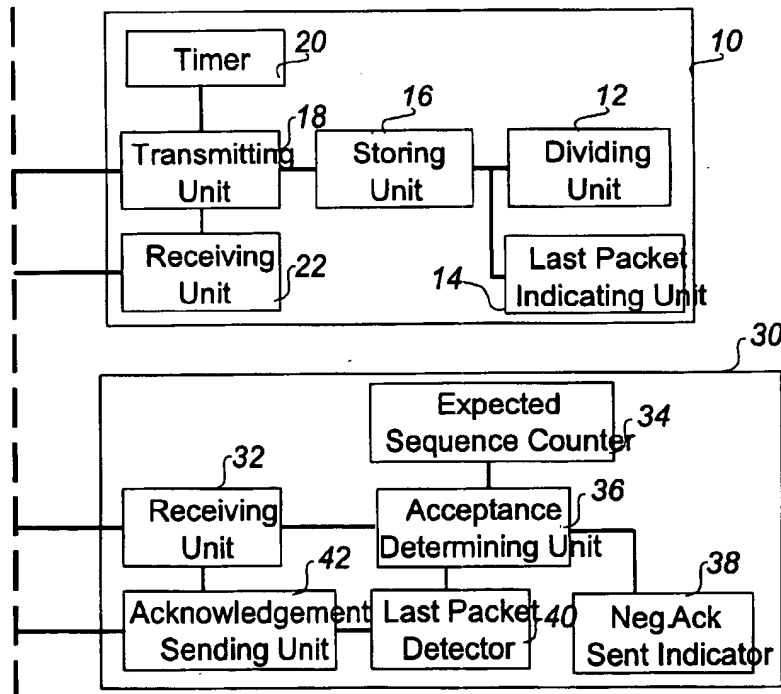 20
10
Timer
18
16
12
Transmitting
Unit
Storing
Unit
Dividing
Unit
Receiving
Unit
22
14
Last Packet
Indicating Unit
30
Expected
Sequence Counter
34
32
Receiving
Unit
Acceptance
Determining Unit
36
42
38
Acknowledgement
Sending Unit
Last Packet
Detector
40
Neg.Ack
Sent Indicator